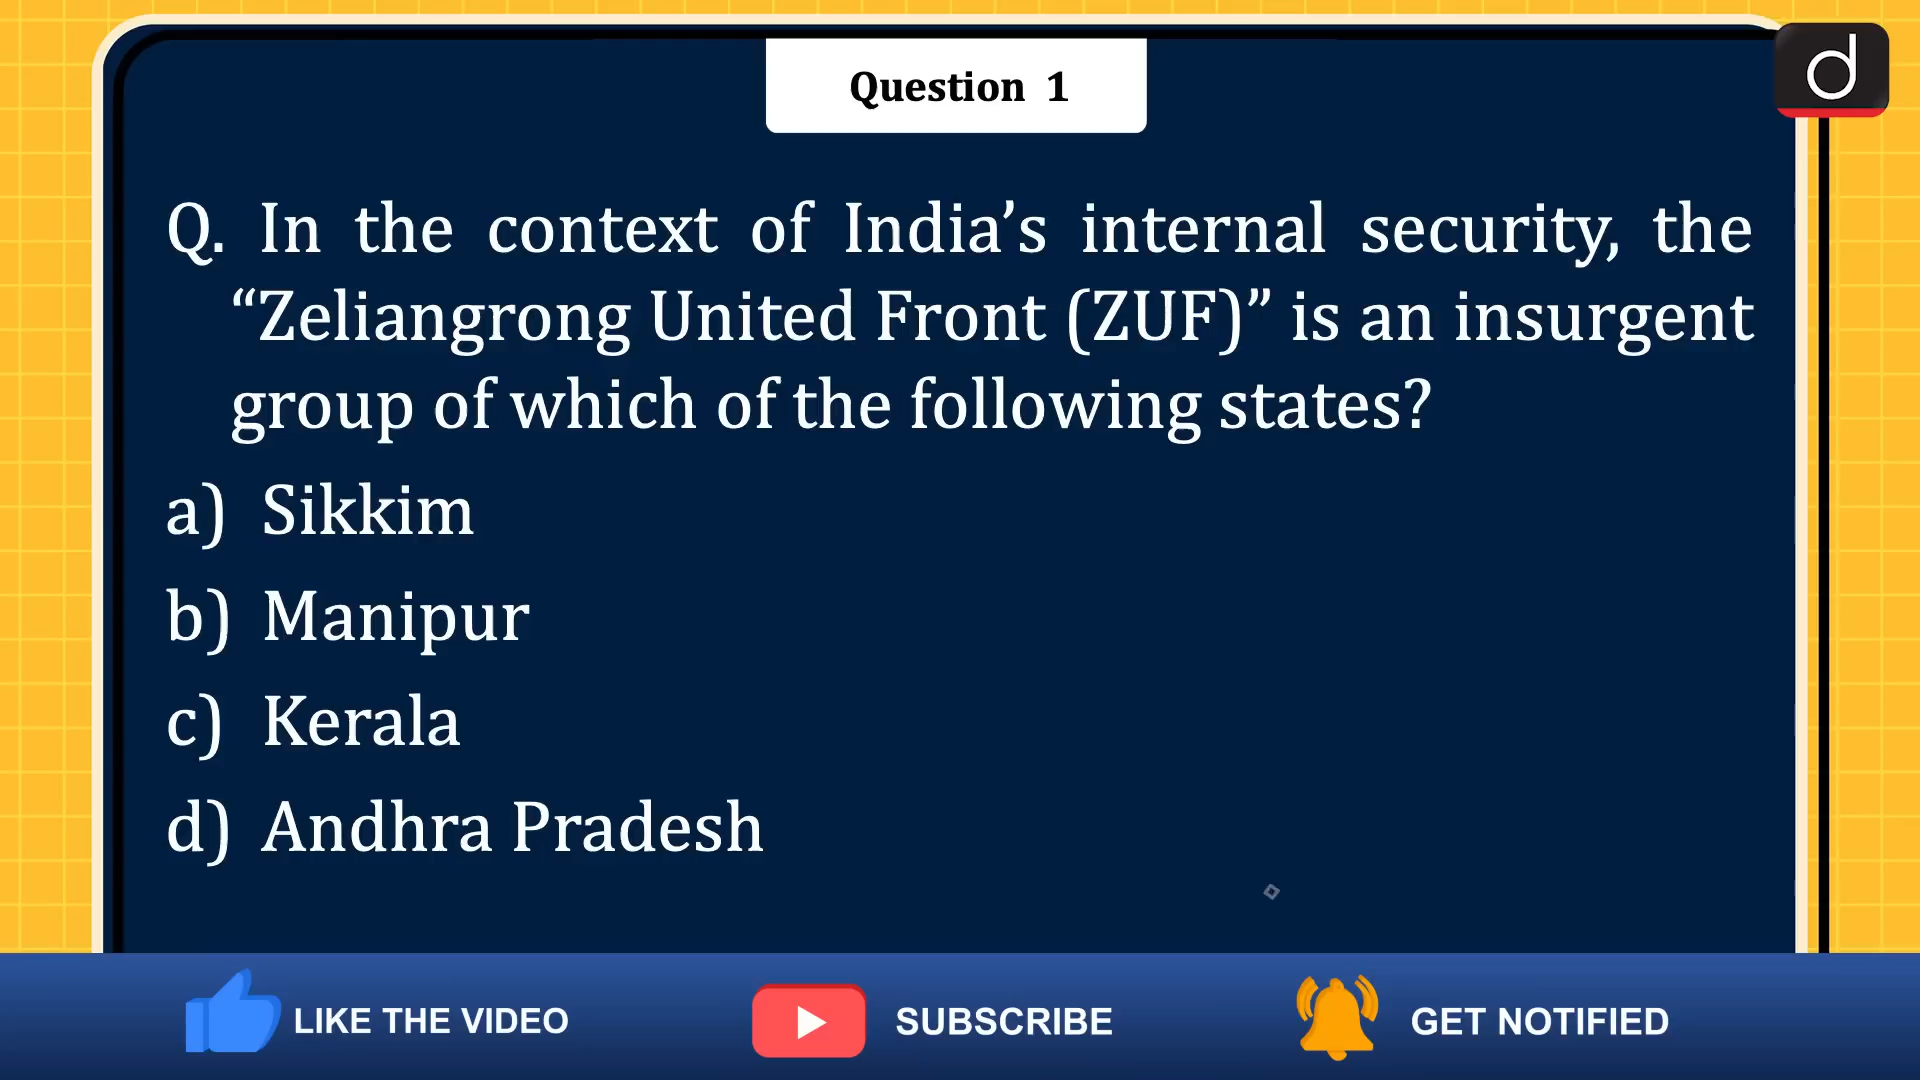 d
Question 1
Q. In the context of India’s internal security, the
“Zeliangrong United Front (ZUF)” is an insurgent
group of which of the following states?
a) Sikkim
b) Manipur
c) Kerala
d) Andhra Pradesh
LIKE THE VIDEO
SUBSCRIBE
GET NOTIFIED